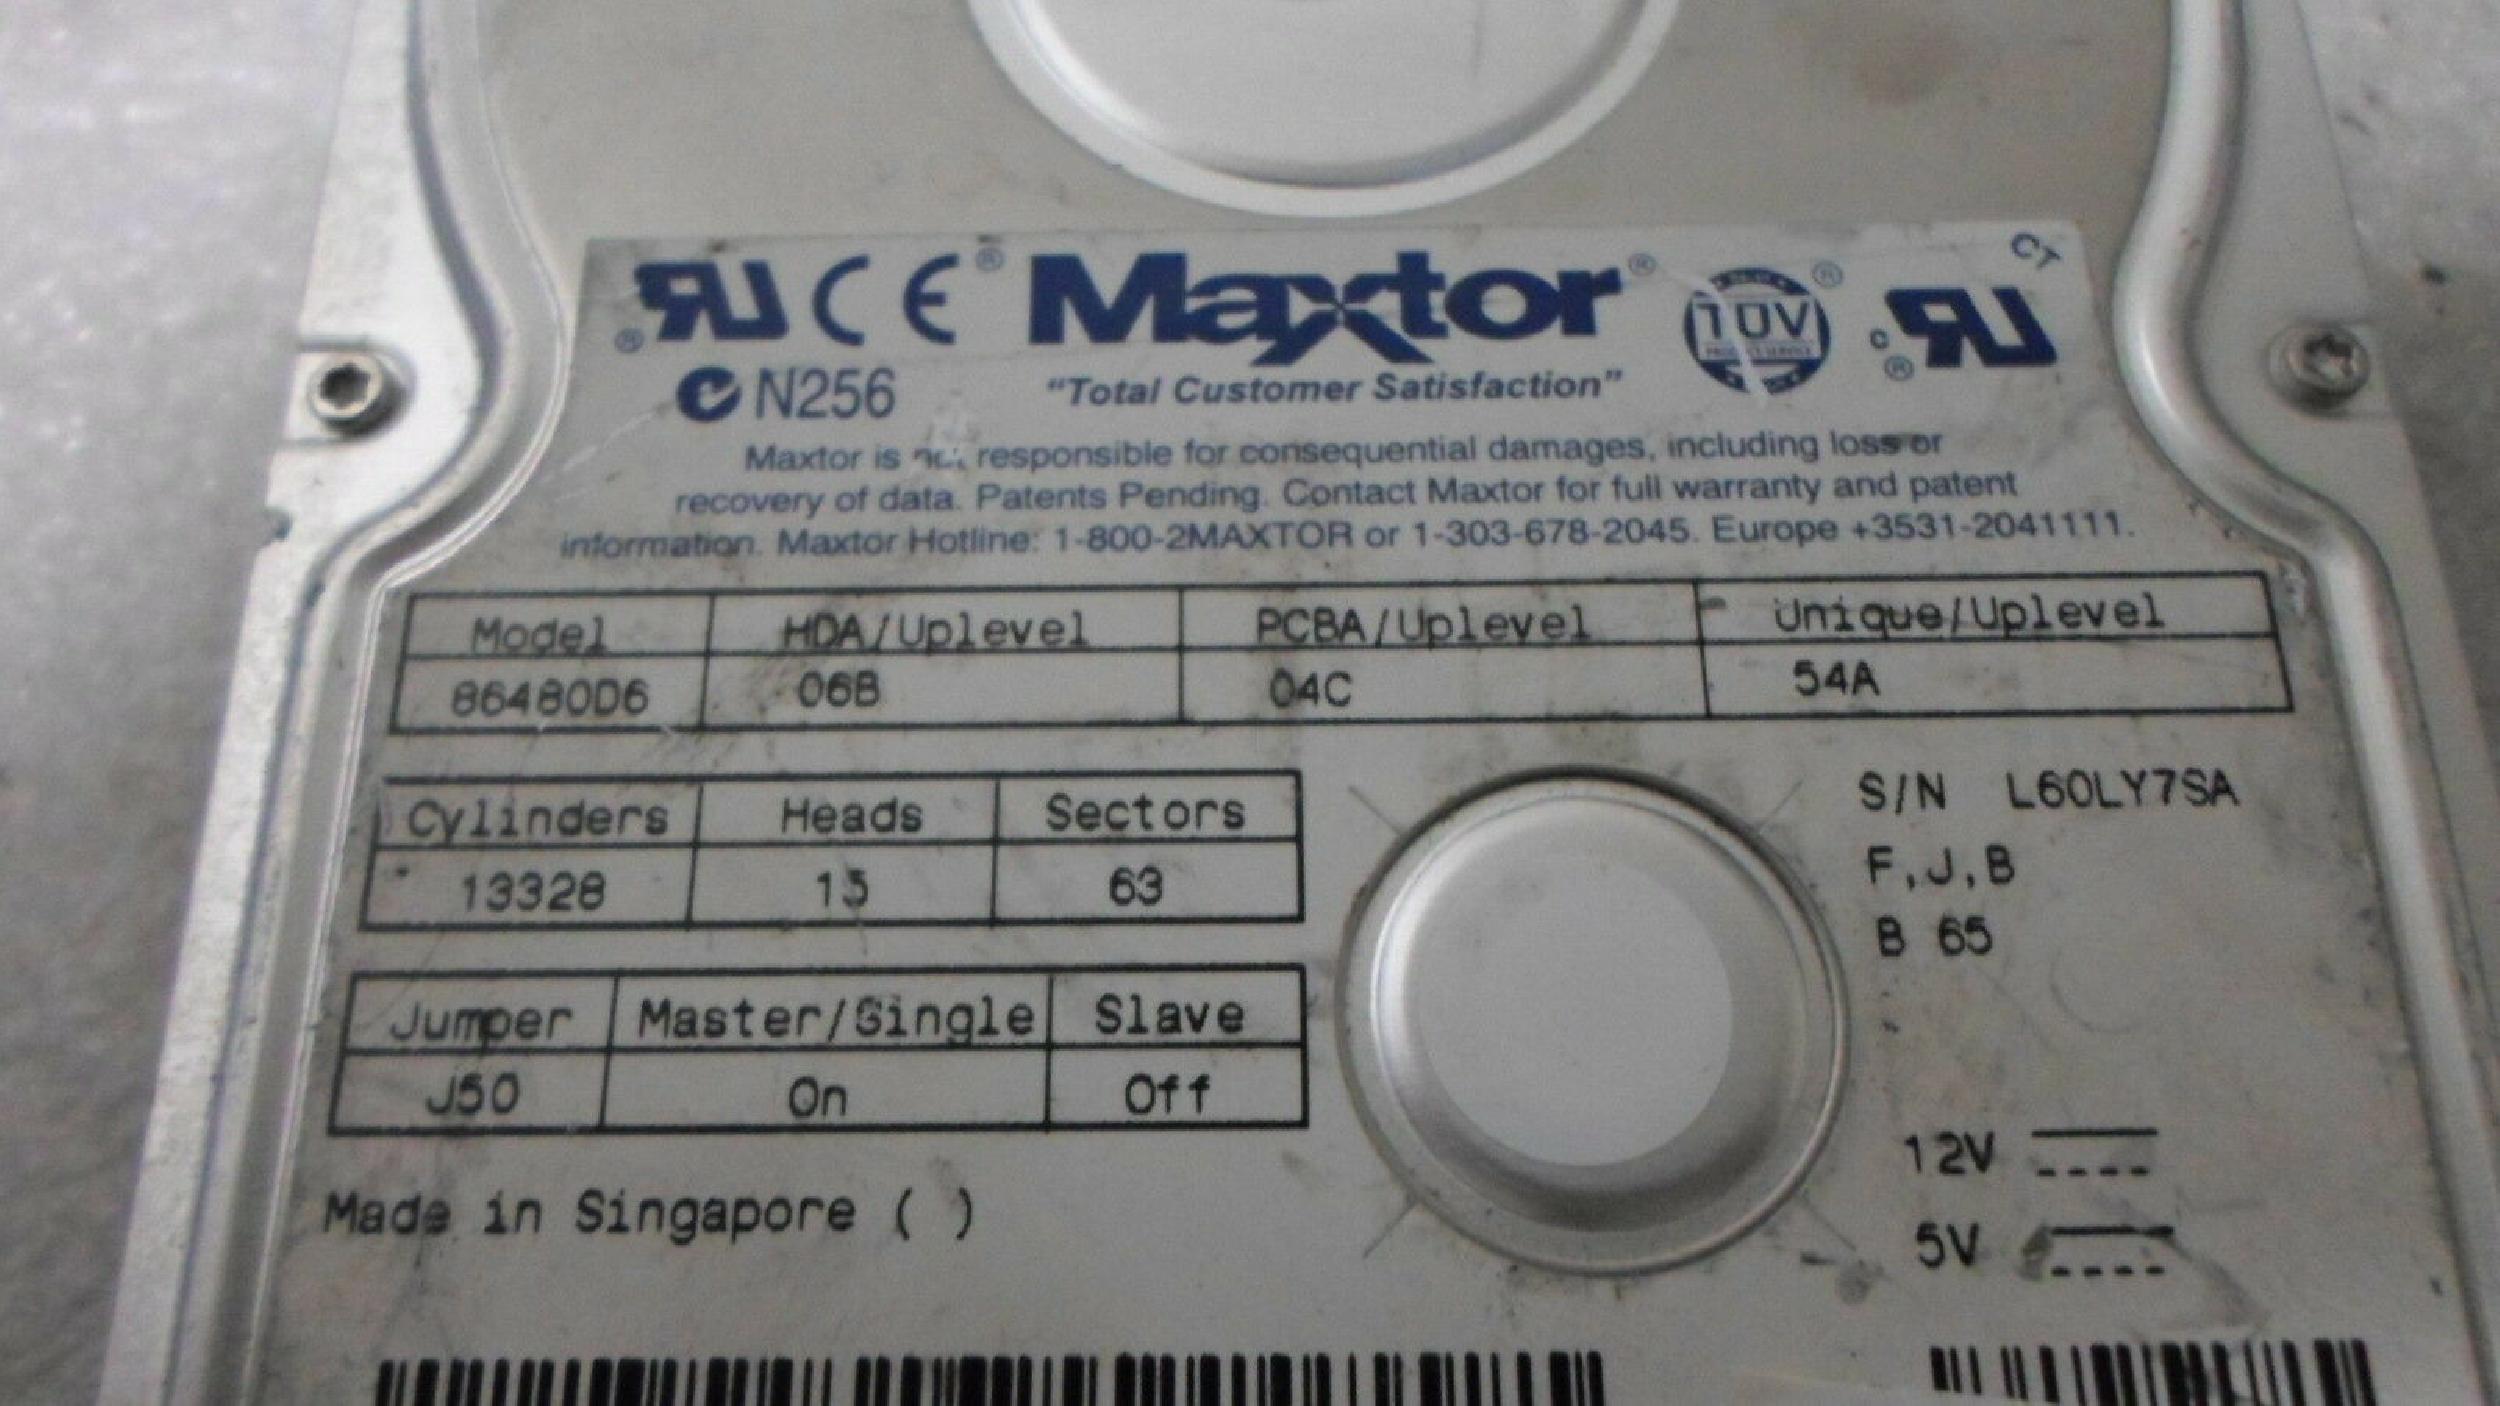 CE ® Maxtor ® TÜV ® CT
N256 "Total Customer Satisfaction"
Maxtor is not responsible for consequential damages, including loss or
recovery of data. Patents Pending. Contact Maxtor for full warranty and patent
information. Maxtor Hotline: 1-800-2MAXTOR or 1-303-678-2045. Europe +3531-2041111.
Model HDA/Uplevel PCBA/Uplevel Unique/Uplevel
86480D6 06B 04C 54A
Cylinders Heads Sectors
13328 15 63
Jumper Master/Single Slave
J50 On Off
Made in Singapore ( )
S/N L60LY7SA
F,J,B
B 65
12V
5V